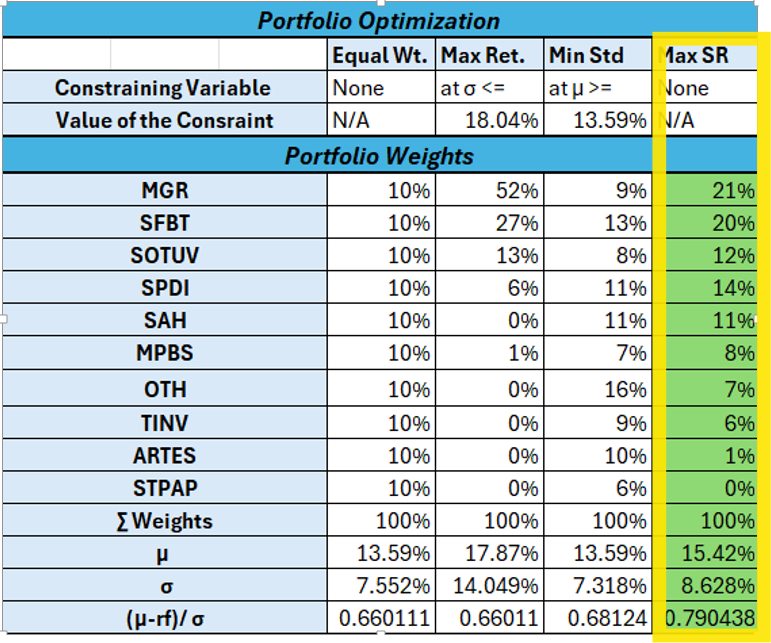 Portfolio Optimization
Equal Wt. Max Ret. Min Std Max SR
Constraining Variable None at σ <= at µ >= None
Value of the Consraint N/A 18.04% 13.59% N/A
Portfolio Weights
MGR 10% 52% 9% 21%
SFBT 10% 27% 13% 20%
SOTUV 10% 13% 8% 12%
SPDI 10% 6% 11% 14%
SAH 10% 0% 11% 11%
MPBS 10% 1% 7% 8%
OTH 10% 0% 16% 7%
TINV 10% 0% 9% 6%
ARTES 10% 0% 10% 1%
STPAP 10% 0% 6% 0%
∑ Weights 100% 100% 100% 100%
µ 13.59% 17.87% 13.59% 15.42%
σ 7.552% 14.049% 7.318% 8.628%
(µ-rf)/ σ 0.660111 0.66011 0.68124 0.790438